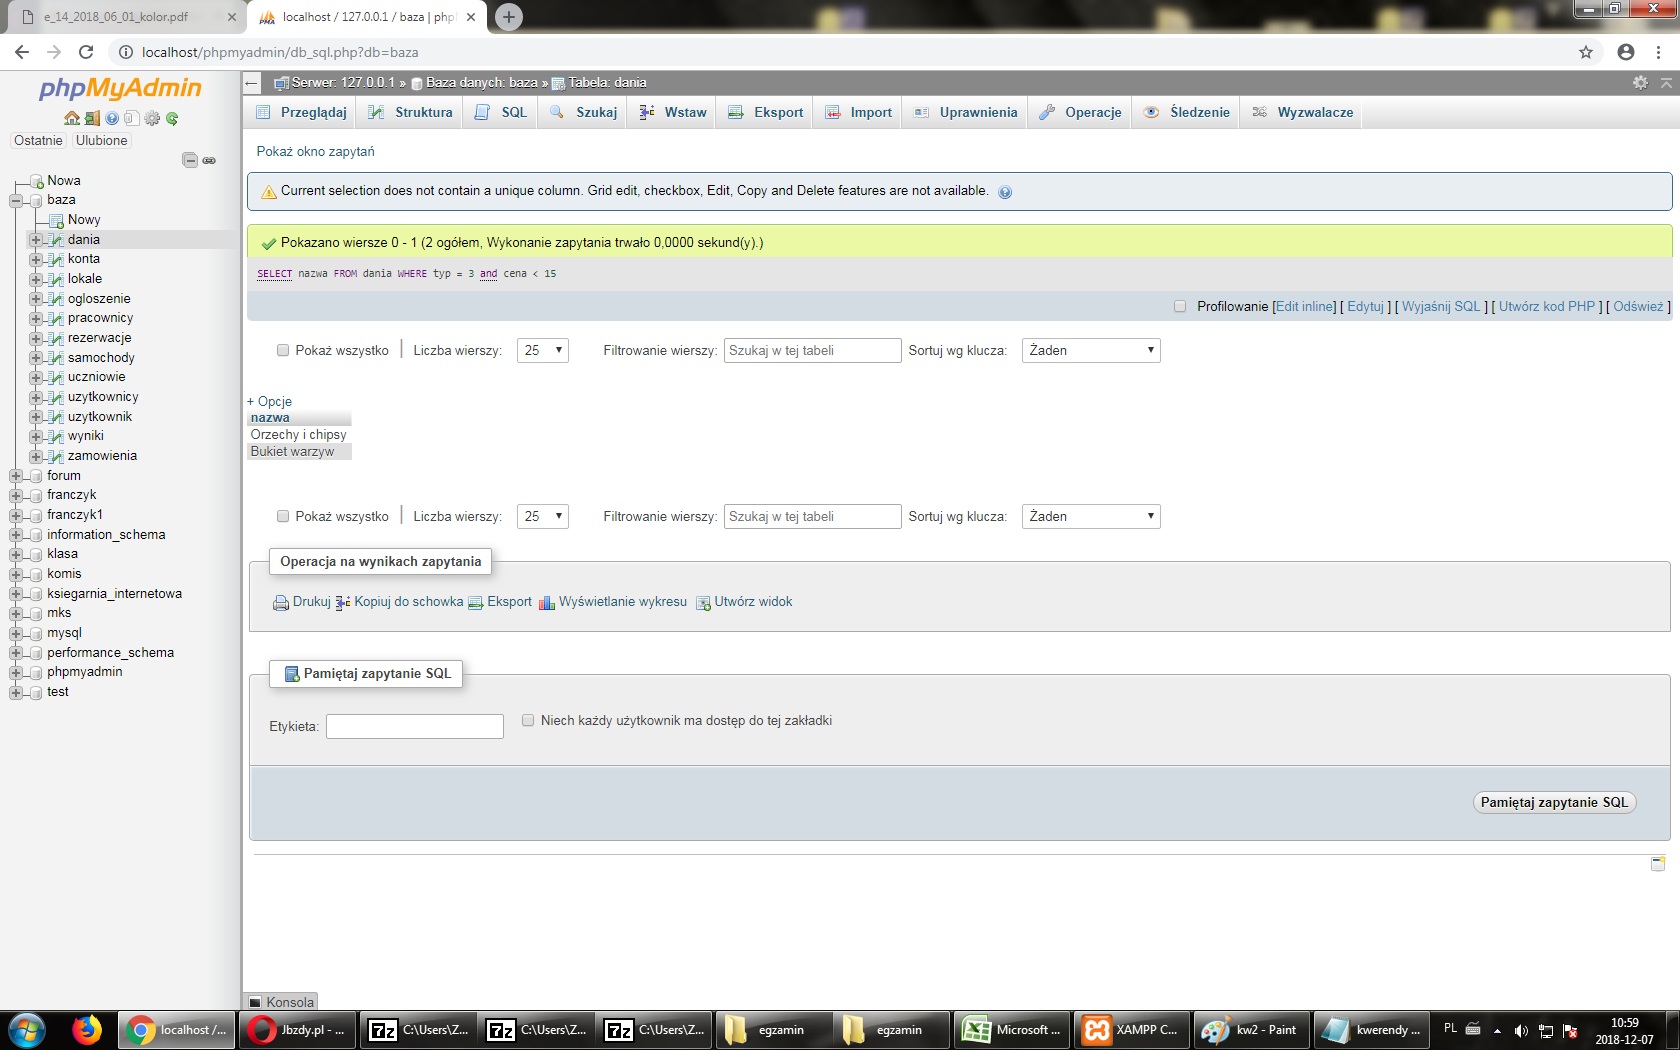 e_14_2018_06_01_kolor.pdf
localhost / 127.0.0.1 / baza | phpM
localhost/phpmyadmin/db_sql.php?db=baza
phpMyAdmin
Ostatnie
Ulubione
Nowa
baza
Nowy
dania
konta
lokale
ogloszenie
pracownicy
rezerwacje
samochody
uczniowie
uzytkownicy
uzytkownik
wyniki
zamowienia
forum
franczyk
franczyk1
information_schema
klasa
komis
ksiegarnia_internetowa
mks
mysql
performance_schema
phpmyadmin
test
Serwer: 127.0.0.1 » Baza danych: baza » Tabela: dania
Przeglądaj Struktura SQL Szukaj Wstaw Eksport Import Uprawnienia Operacje Śledzenie Wyzwalacze
Pokaż okno zapytań
Current selection does not contain a unique column. Grid edit, checkbox, Edit, Copy and Delete features are not available.
Pokazano wiersze 0 - 1 (2 ogółem, Wykonanie zapytania trwało 0,0000 sekund(y).)
SELECT nazwa FROM dania WHERE typ = 3 and cena < 15
Profilowanie [Edit inline] [ Edytuj ] [ Wyjaśnij SQL ] [ Utwórz kod PHP ] [ Odśwież ]
Pokaż wszystko | Liczba wierszy: 25 Filtrowanie wierszy: Szukaj w tej tabeli Sortuj wg klucza: Żaden
+ Opcje
nazwa
Orzechy i chipsy
Bukiet warzyw
Pokaż wszystko | Liczba wierszy: 25 Filtrowanie wierszy: Szukaj w tej tabeli Sortuj wg klucza: Żaden
Operacja na wynikach zapytania
Drukuj Kopiuj do schowka Eksport Wyświetlanie wykresu Utwórz widok
Pamiętaj zapytanie SQL
Etykieta: Niech każdy użytkownik ma dostęp do tej zakładki
Pamiętaj zapytanie SQL
Konsola
localhost /... Jbzdy.pl - ... C:\Users\Z... C:\Users\Z... C:\Users\Z... egzamin egzamin Microsoft ... XAMPP C... kw2 - Paint kwerendy ... PL 10:59
2018-12-07